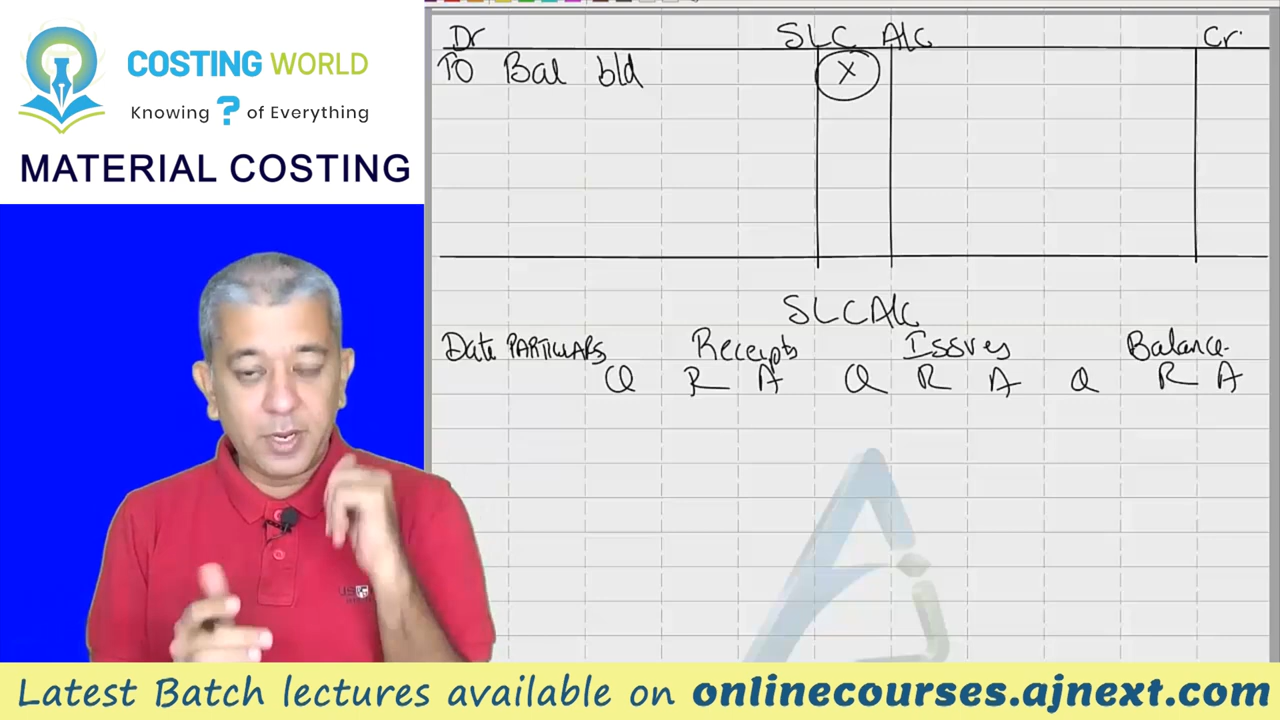 COSTING WORLD
Knowing ? of Everything
MATERIAL COSTING
Dr SLC A/c Cr.
To Bal b/d X
SLC A/c
Date PARTICULARS Receipts Issues Balance
Q R A Q R A Q R A
Latest Batch lectures available on onlinecourses.ajnext.com